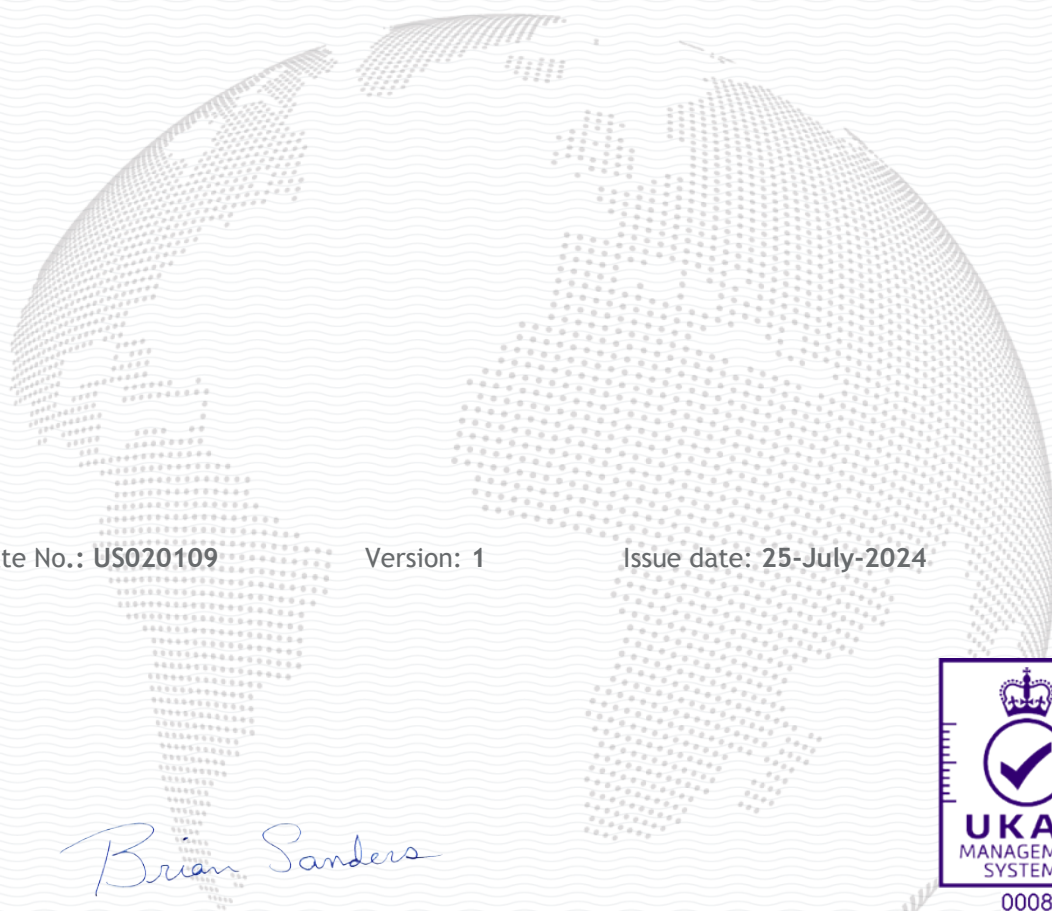 te No.: US020109 Version: 1 Issue date: 25-July-2024
Brian Sanders
UKA
MANAGEM
SYSTEM
0008